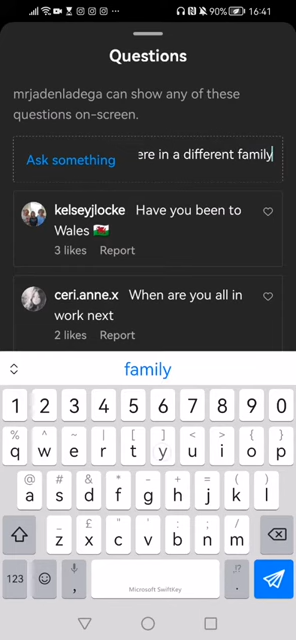 90% 16:41
Questions
mrjadenladega can show any of these
questions on-screen.
Ask something ere in a different family
kelseyjlocke Have you been to
Wales 🏴󠁧󠁢󠁷󠁬󠁳󠁿
3 likes Report
ceri.anne.x When are you all in
work next
2 likes Report
family
1 2 3 4 5 6 7 8 9 0
% ^ ~ | [ ] < > { }
q w e r t y u i o p
@ # & * - + = ( )
a s d f g h j k l
_ £ " ' : ; /
z x c v b n m
123 , Microsoft SwiftKey .
,!?